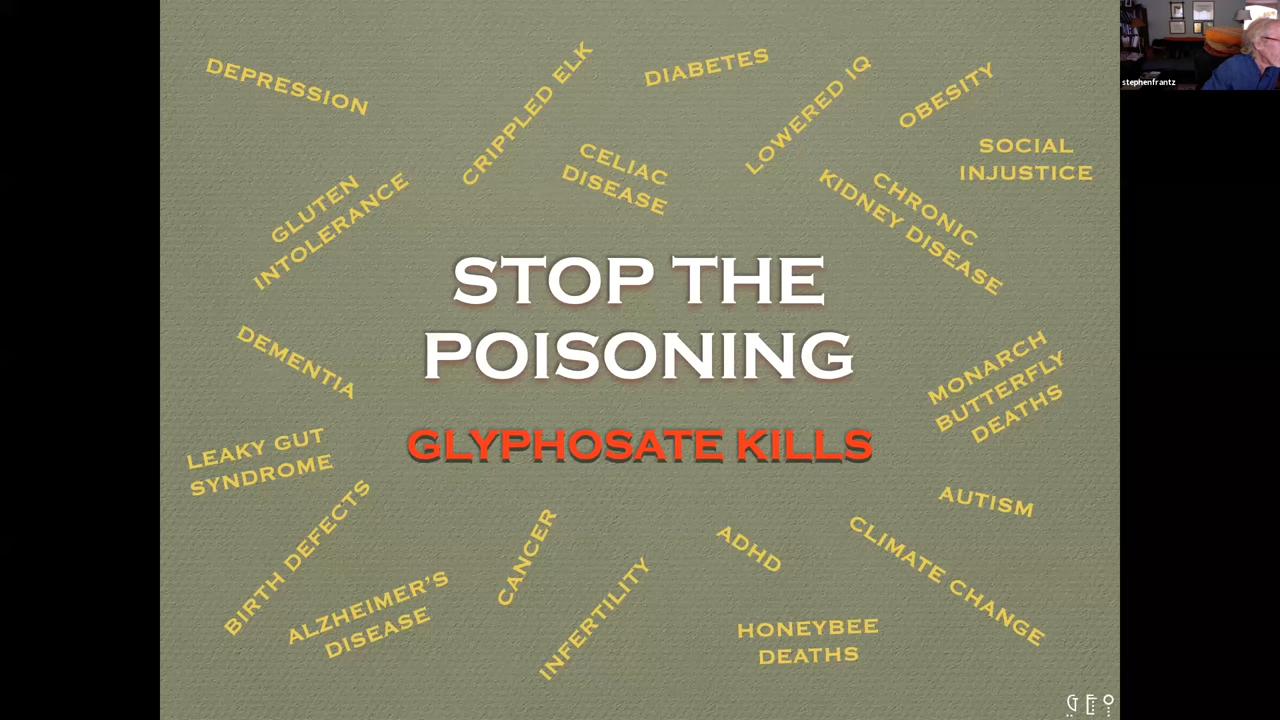 DEPRESSION
CRIPPLED ELK
DIABETES
LOWERED IQ
OBESITY
stephenfrantz
SOCIAL
INJUSTICE
CELIAC
DISEASE
GLUTEN
INTOLERANCE
CHRONIC
KIDNEY DISEASE
STOP THE
POISONING
GLYPHOSATE KILLS
DEMENTIA
MONARCH
BUTTERFLY
DEATHS
LEAKY GUT
SYNDROME
AUTISM
BIRTH DEFECTS
ALZHEIMER'S
DISEASE
CANCER
INFERTILITY
ADHD
CLIMATE CHANGE
HONEYBEE
DEATHS
GEO